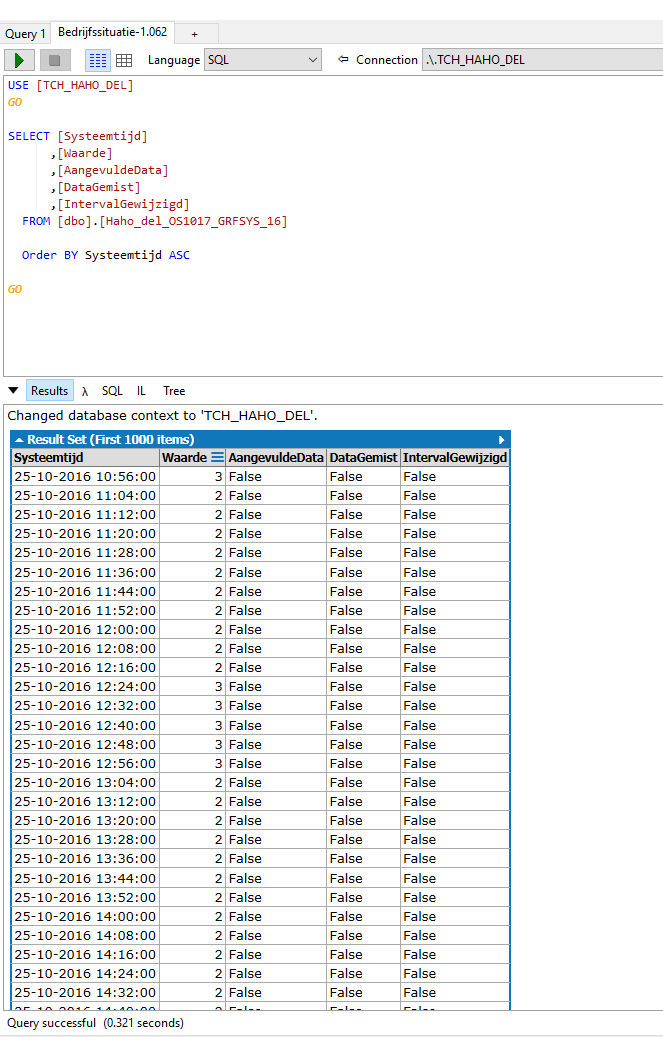 Query 1 Bedrijfssituatie-1.062 +
Language SQL Connection .\.TCH_HAHO_DEL
USE [TCH_HAHO_DEL]
GO
SELECT [Systeemtijd]
,[Waarde]
,[AangevuldeData]
,[DataGemist]
,[IntervalGewijzigd]
FROM [dbo].[Haho_del_OS1017_GRFSYS_16]
Order BY Systeemtijd ASC
GO
Results λ SQL IL Tree
Changed database context to 'TCH_HAHO_DEL'.
Result Set (First 1000 items)
Systeemtijd Waarde AangevuldeData DataGemist IntervalGewijzigd
25-10-2016 10:56:00 3 False False False
25-10-2016 11:04:00 2 False False False
25-10-2016 11:12:00 2 False False False
25-10-2016 11:20:00 2 False False False
25-10-2016 11:28:00 2 False False False
25-10-2016 11:36:00 2 False False False
25-10-2016 11:44:00 2 False False False
25-10-2016 11:52:00 2 False False False
25-10-2016 12:00:00 2 False False False
25-10-2016 12:08:00 2 False False False
25-10-2016 12:16:00 2 False False False
25-10-2016 12:24:00 3 False False False
25-10-2016 12:32:00 3 False False False
25-10-2016 12:40:00 3 False False False
25-10-2016 12:48:00 3 False False False
25-10-2016 12:56:00 3 False False False
25-10-2016 13:04:00 2 False False False
25-10-2016 13:12:00 2 False False False
25-10-2016 13:20:00 2 False False False
25-10-2016 13:28:00 2 False False False
25-10-2016 13:36:00 2 False False False
25-10-2016 13:44:00 2 False False False
25-10-2016 13:52:00 2 False False False
25-10-2016 14:00:00 2 False False False
25-10-2016 14:08:00 2 False False False
25-10-2016 14:16:00 2 False False False
25-10-2016 14:24:00 2 False False False
25-10-2016 14:32:00 2 False False False
Query successful (0.321 seconds)